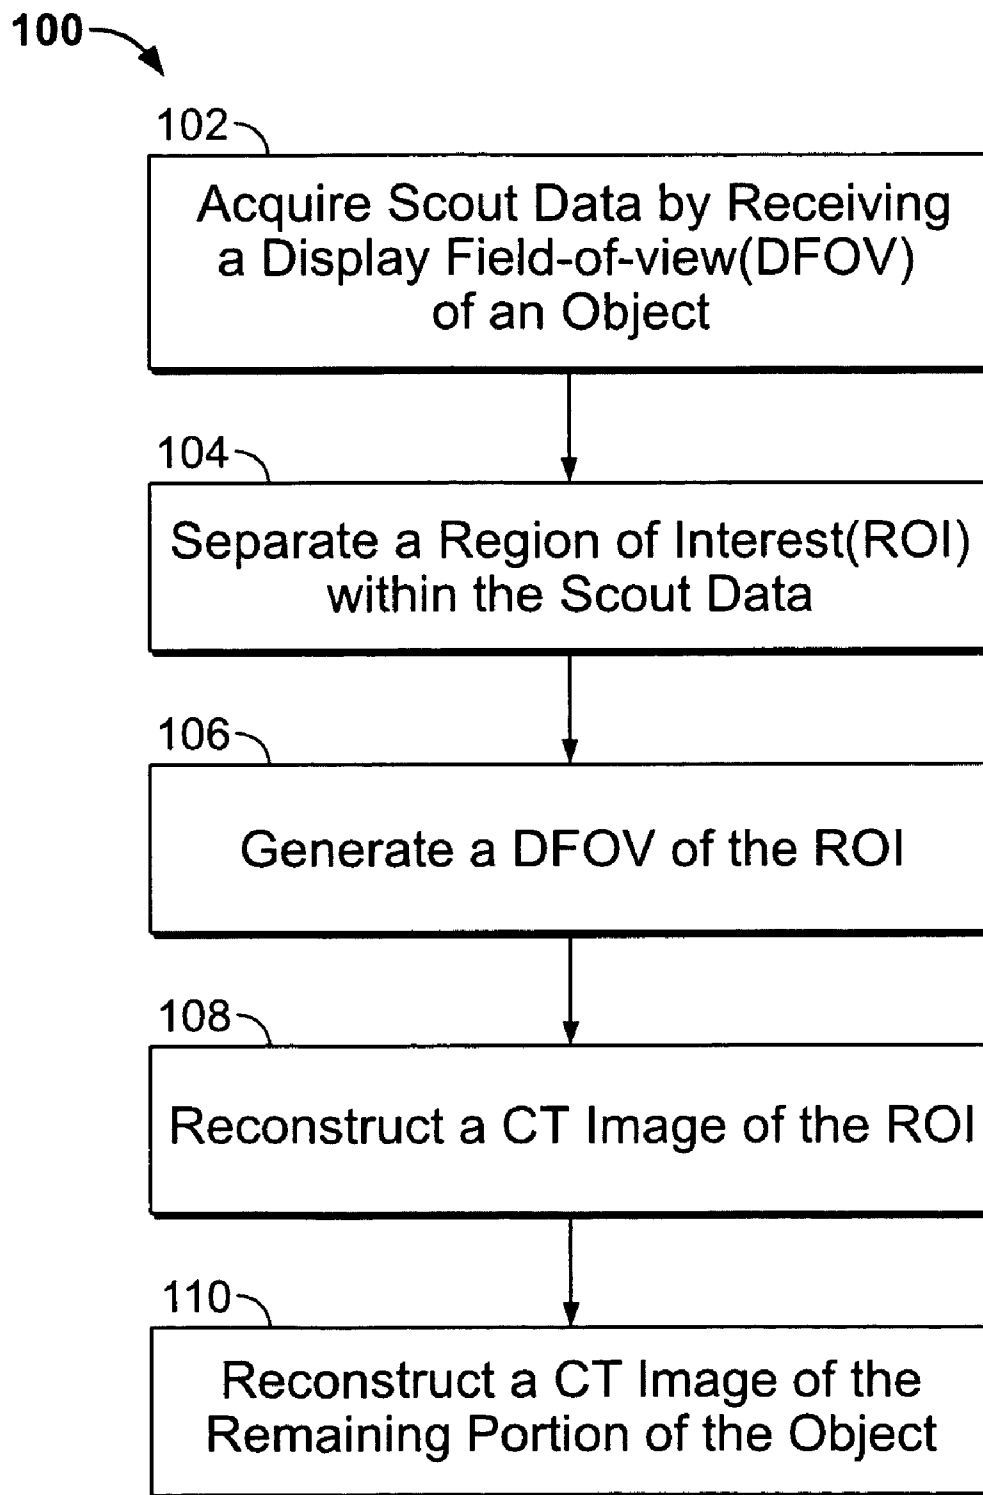 100
102
Acquire Scout Data by Receiving
a Display Field-of-view(DFOV)
of an Object
104
Separate a Region of Interest(ROI)
within the Scout Data
106
Generate a DFOV of the ROI
108
Reconstruct a CT Image of the ROI
110
Reconstruct a CT Image of the
Remaining Portion of the Object